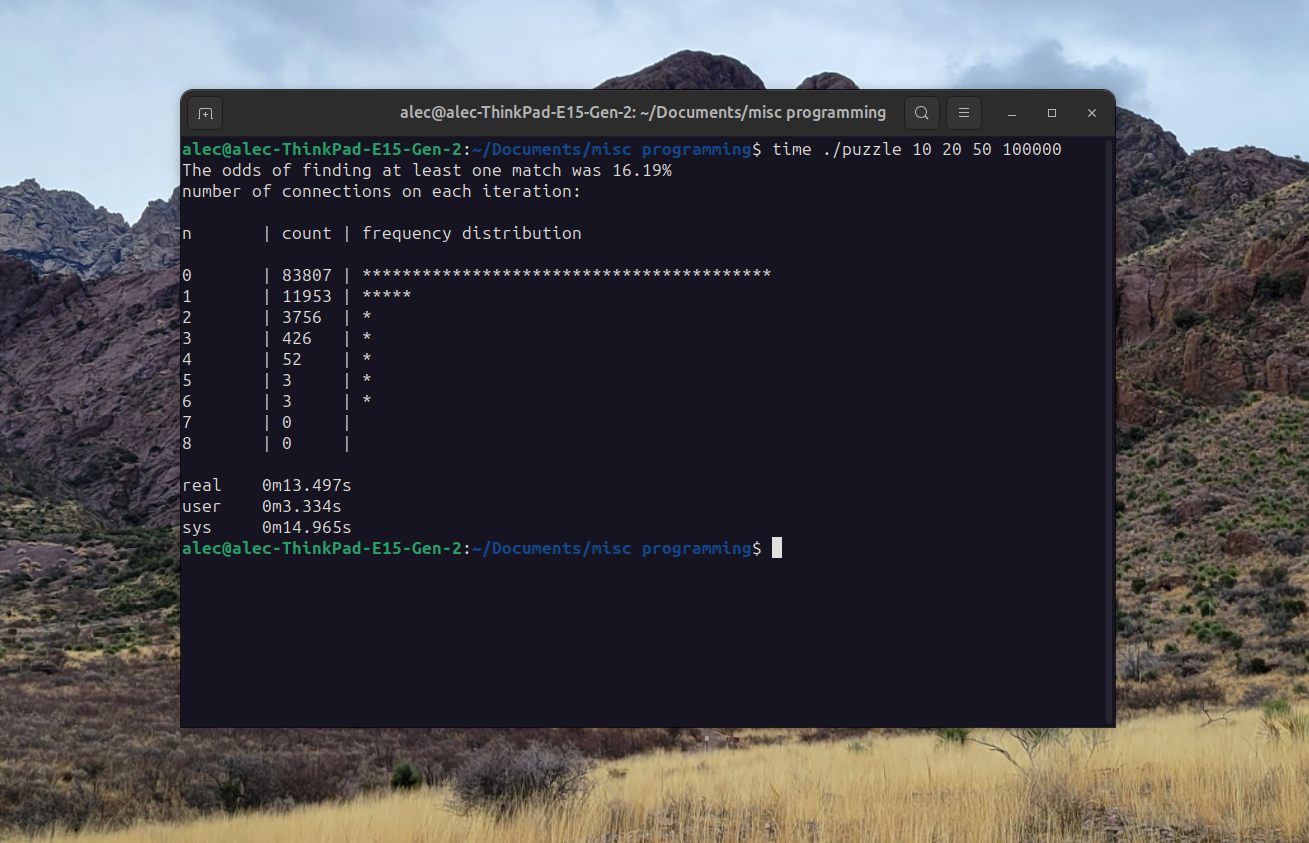 alec@alec-ThinkPad-E15-Gen-2: ~/Documents/misc programming
alec@alec-ThinkPad-E15-Gen-2:~/Documents/misc programming$ time ./puzzle 10 20 50 100000
The odds of finding at least one match was 16.19%
number of connections on each iteration:
n | count | frequency distribution
0 | 83807 | *****************************************
1 | 11953 | *****
2 | 3756 | *
3 | 426 | *
4 | 52 | *
5 | 3 | *
6 | 3 | *
7 | 0 |
8 | 0 |
real 0m13.497s
user 0m3.334s
sys 0m14.965s
alec@alec-ThinkPad-E15-Gen-2:~/Documents/misc programming$